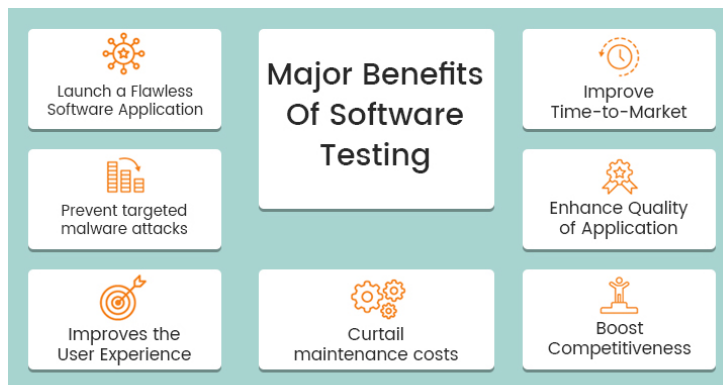 Major Benefits
Of Software
Testing
Launch a Flawless
Software Application
Prevent targeted
malware attacks
Improves the
User Experience
Curtail
maintenance costs
Improve
Time-to-Market
Enhance Quality
of Application
Boost
Competitiveness